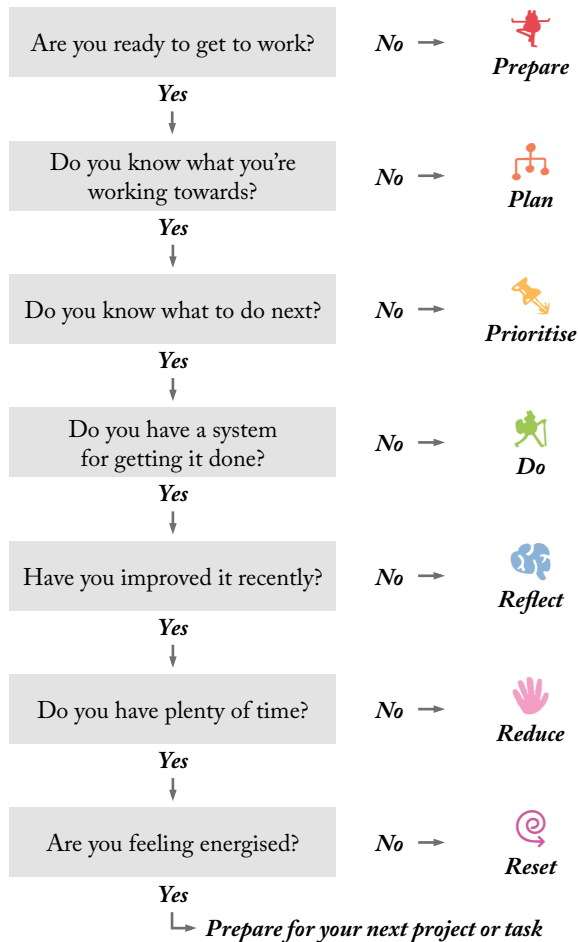 Are you ready to get to work?
No
Prepare
Yes
Do you know what you're
working towards?
No
Plan
Yes
Do you know what to do next?
No
Prioritise
Yes
Do you have a system
for getting it done?
No
Do
Yes
Have you improved it recently?
No
Reflect
Yes
Do you have plenty of time?
No
Reduce
Yes
Are you feeling energised?
No
Reset
Yes
Prepare for your next project or task